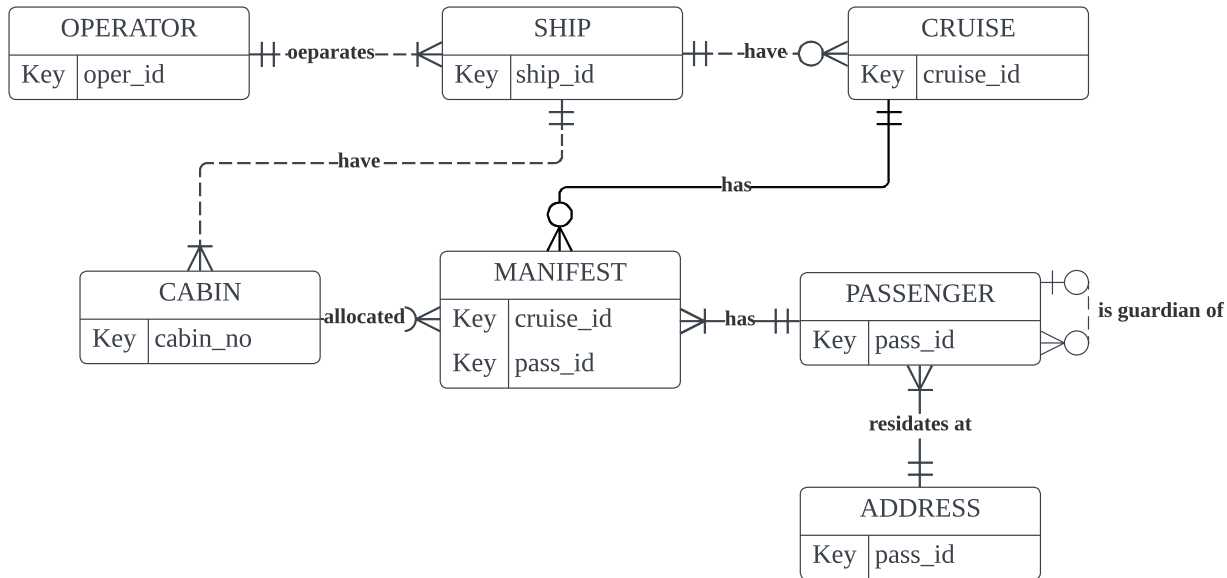 OPERATOR
Key oper_id
oeparates
SHIP
Key ship_id
have
CRUISE
Key cruise_id
have
has
CABIN
Key cabin_no
allocated
MANIFEST
Key cruise_id
Key pass_id
has
PASSENGER
Key pass_id
is guardian of
residates at
ADDRESS
Key pass_id